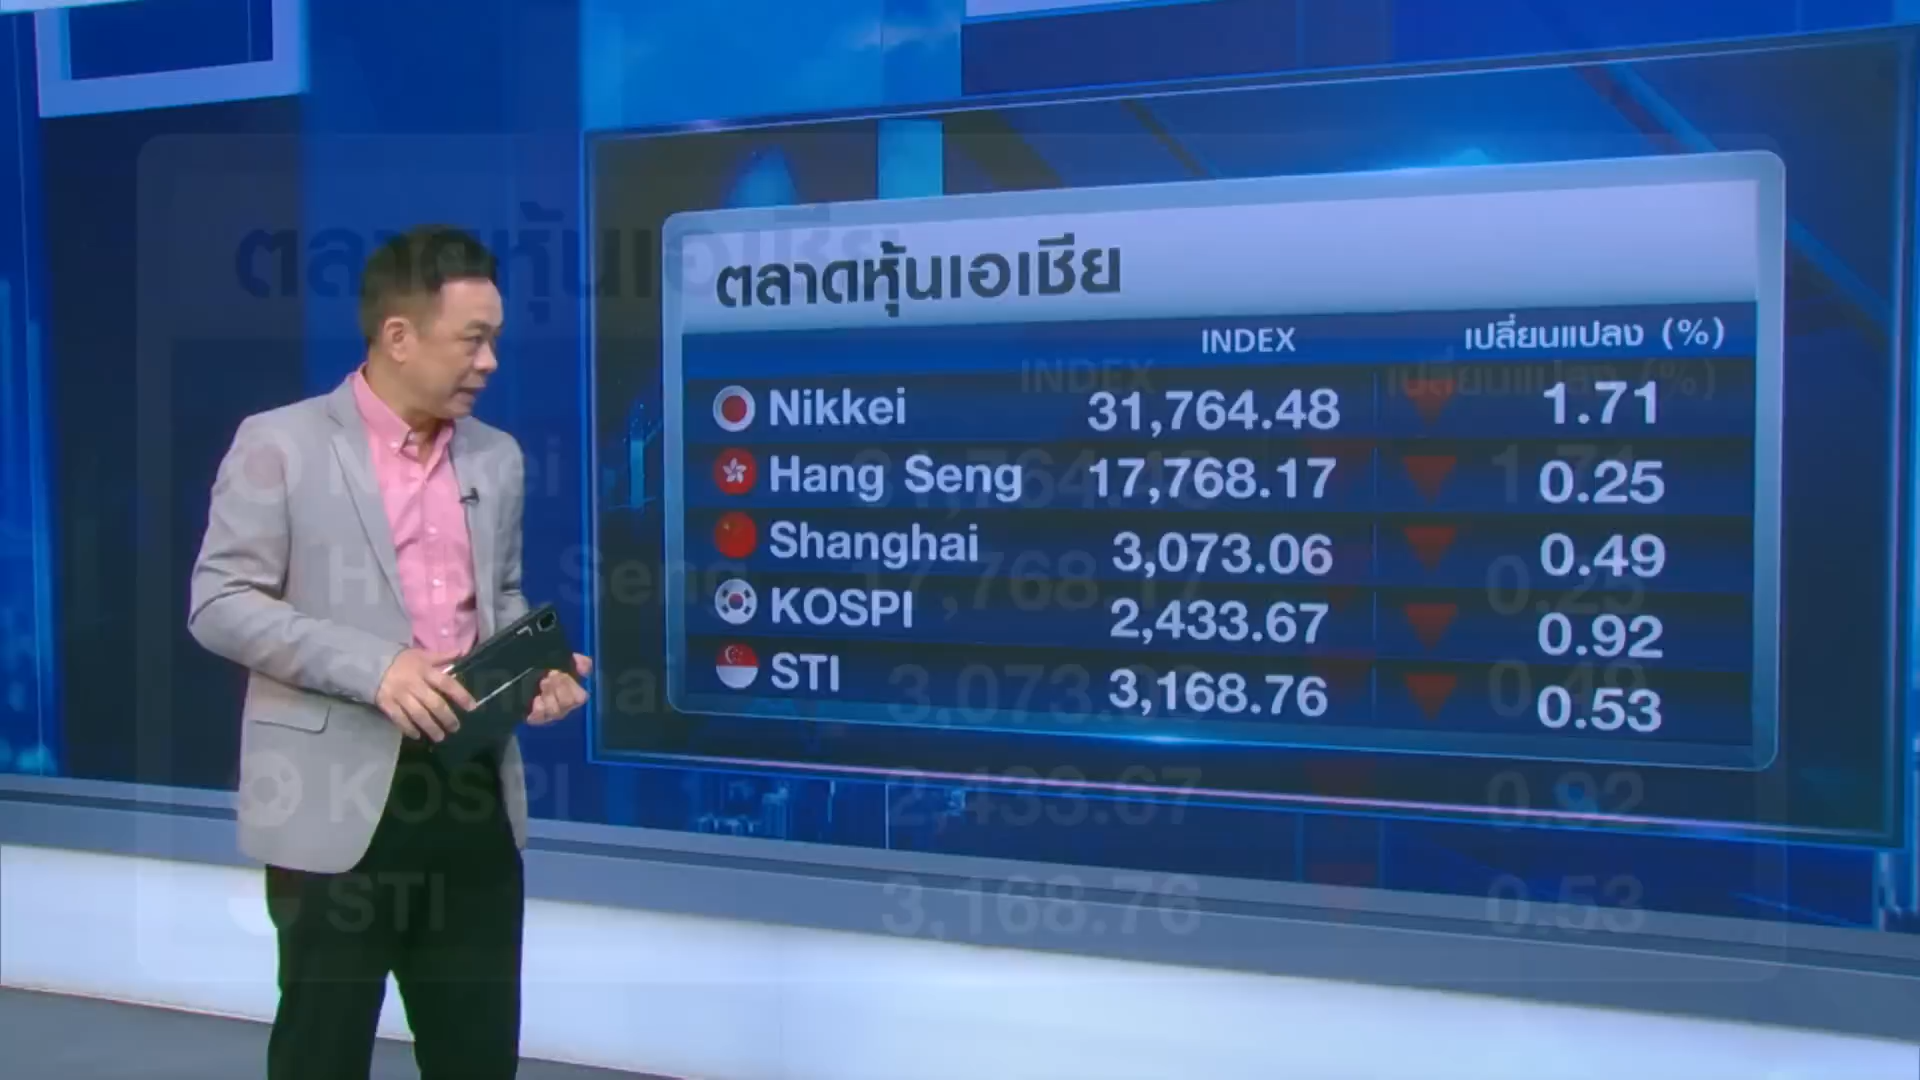 ตลาดหุ้นเอเชีย
INDEX เปลี่ยนแปลง (%)
Nikkei 31,764.48 1.71
Hang Seng 17,768.17 0.25
Shanghai 3,073.06 0.49
KOSPI 2,433.67 0.92
STI 3,168.76 0.53